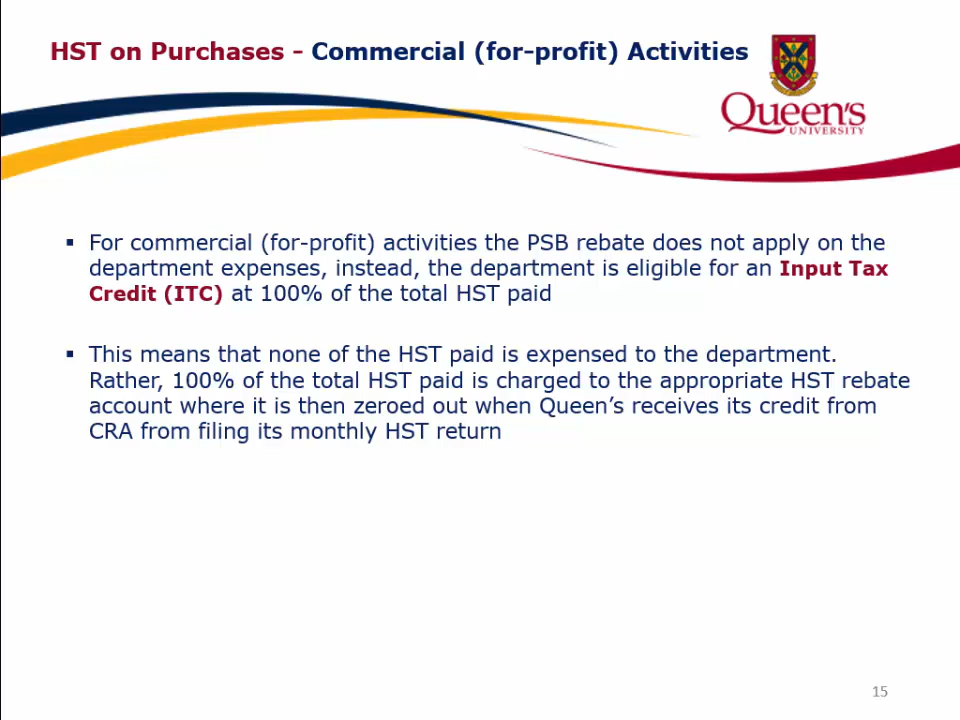 HST on Purchases - Commercial (for-profit) Activities
Queen's
UNIVERSITY
▪ For commercial (for-profit) activities the PSB rebate does not apply on the
department expenses, instead, the department is eligible for an Input Tax
Credit (ITC) at 100% of the total HST paid
▪ This means that none of the HST paid is expensed to the department.
Rather, 100% of the total HST paid is charged to the appropriate HST rebate
account where it is then zeroed out when Queen’s receives its credit from
CRA from filing its monthly HST return
15